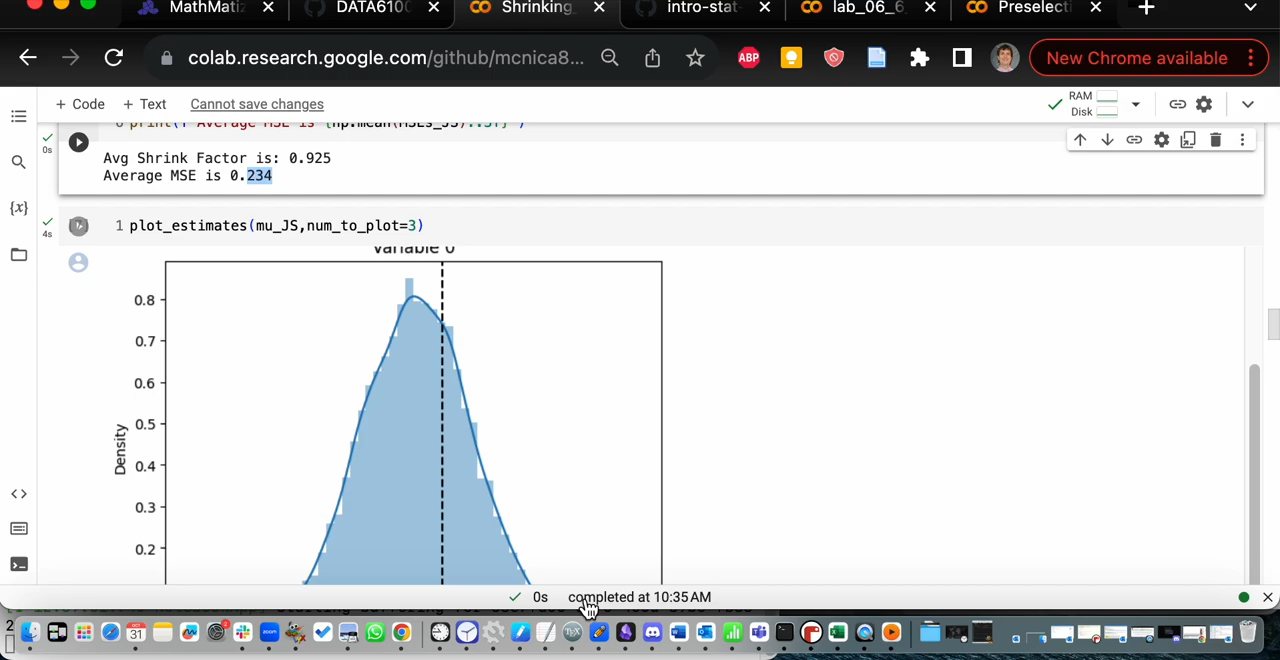 MathMati
DATA610
Shrinking
intro-stat
lab_06_6
Preselecti
colab.research.google.com/github/mcnica8...
ABP
New Chrome available
+ Code + Text Cannot save changes
RAM
Disk
0s
Avg Shrink Factor is: 0.925
Average MSE is 0.234
4s
1 plot_estimates(mu_JS,num_to_plot=3)
Variable 0
0.8
0.7
0.6
0.5
0.4
0.3
0.2
Density
0s completed at 10:35 AM